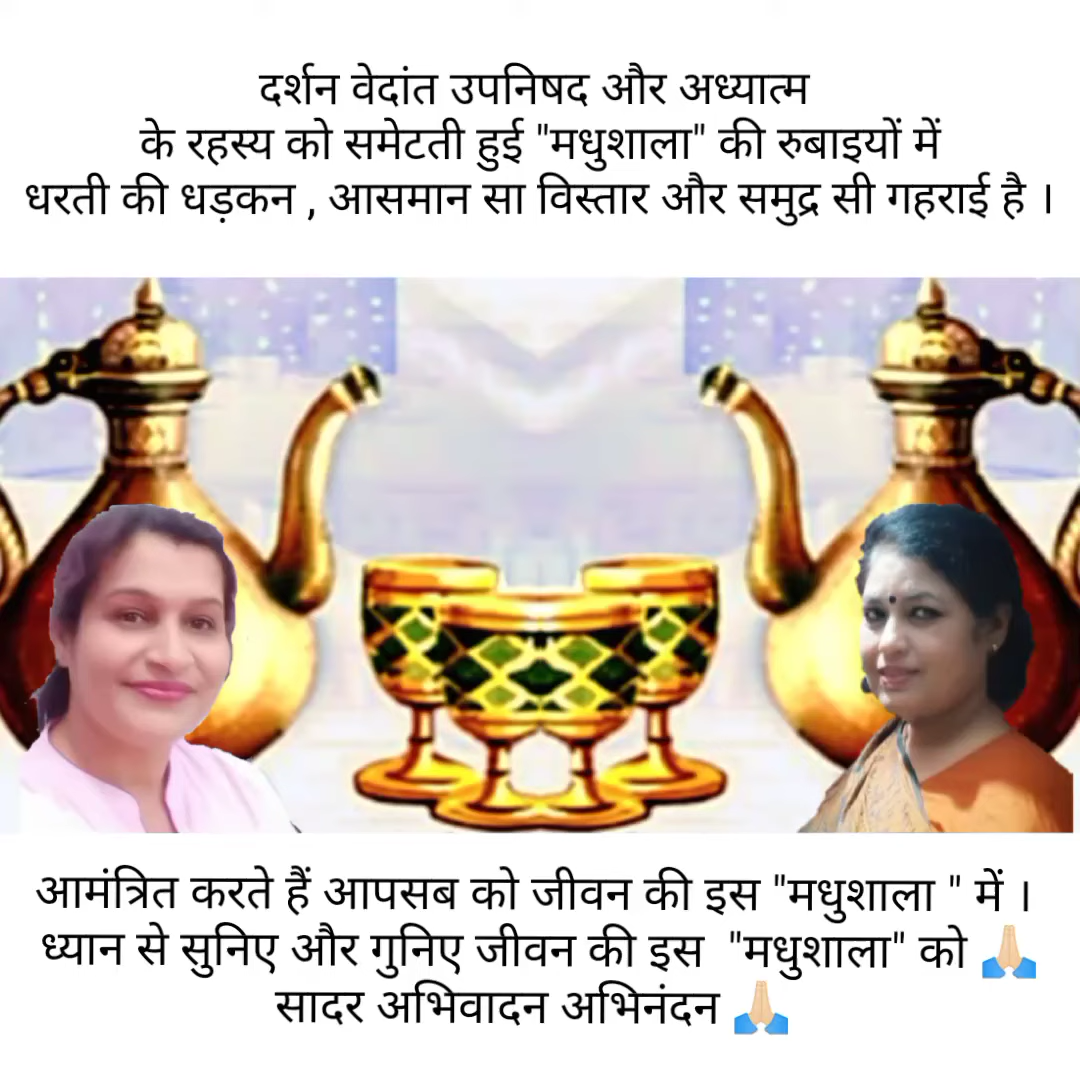 दर्शन वेदांत उपनिषद और अध्यात्म
के रहस्य को समेटती हुई "मधुशाला" की रुबाइयों में
धरती की धड़कन , आसमान सा विस्तार और समुद्र सी गहराई है ।
आमंत्रित करते हैं आपसब को जीवन की इस "मधुशाला " में ।
ध्यान से सुनिए और गुनिए जीवन की इस "मधुशाला" को 🙏🏻
सादर अभिवादन अभिनंदन 🙏🏻